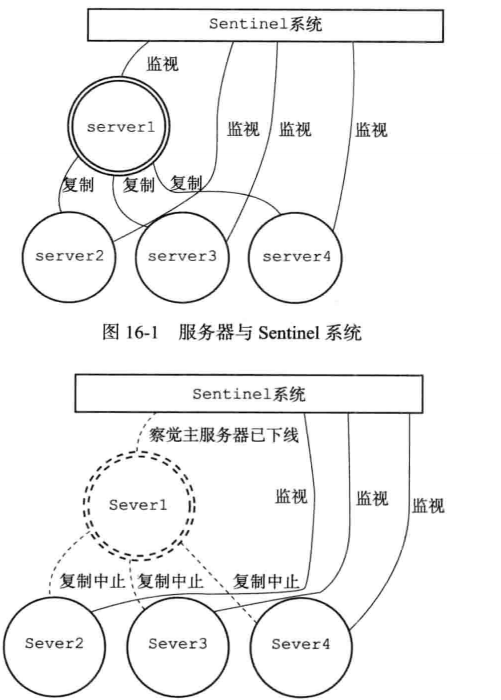 Sentinel系统
监视
server1
监视 监视 监视
复制 复制 复制
server2 server3 server4
图 16-1 服务器与 Sentinel 系统
Sentinel系统
察觉主服务器已下线
Sever1
监视 监视 监视
复制中止 复制中止 复制中止
Sever2 Sever3 Sever4